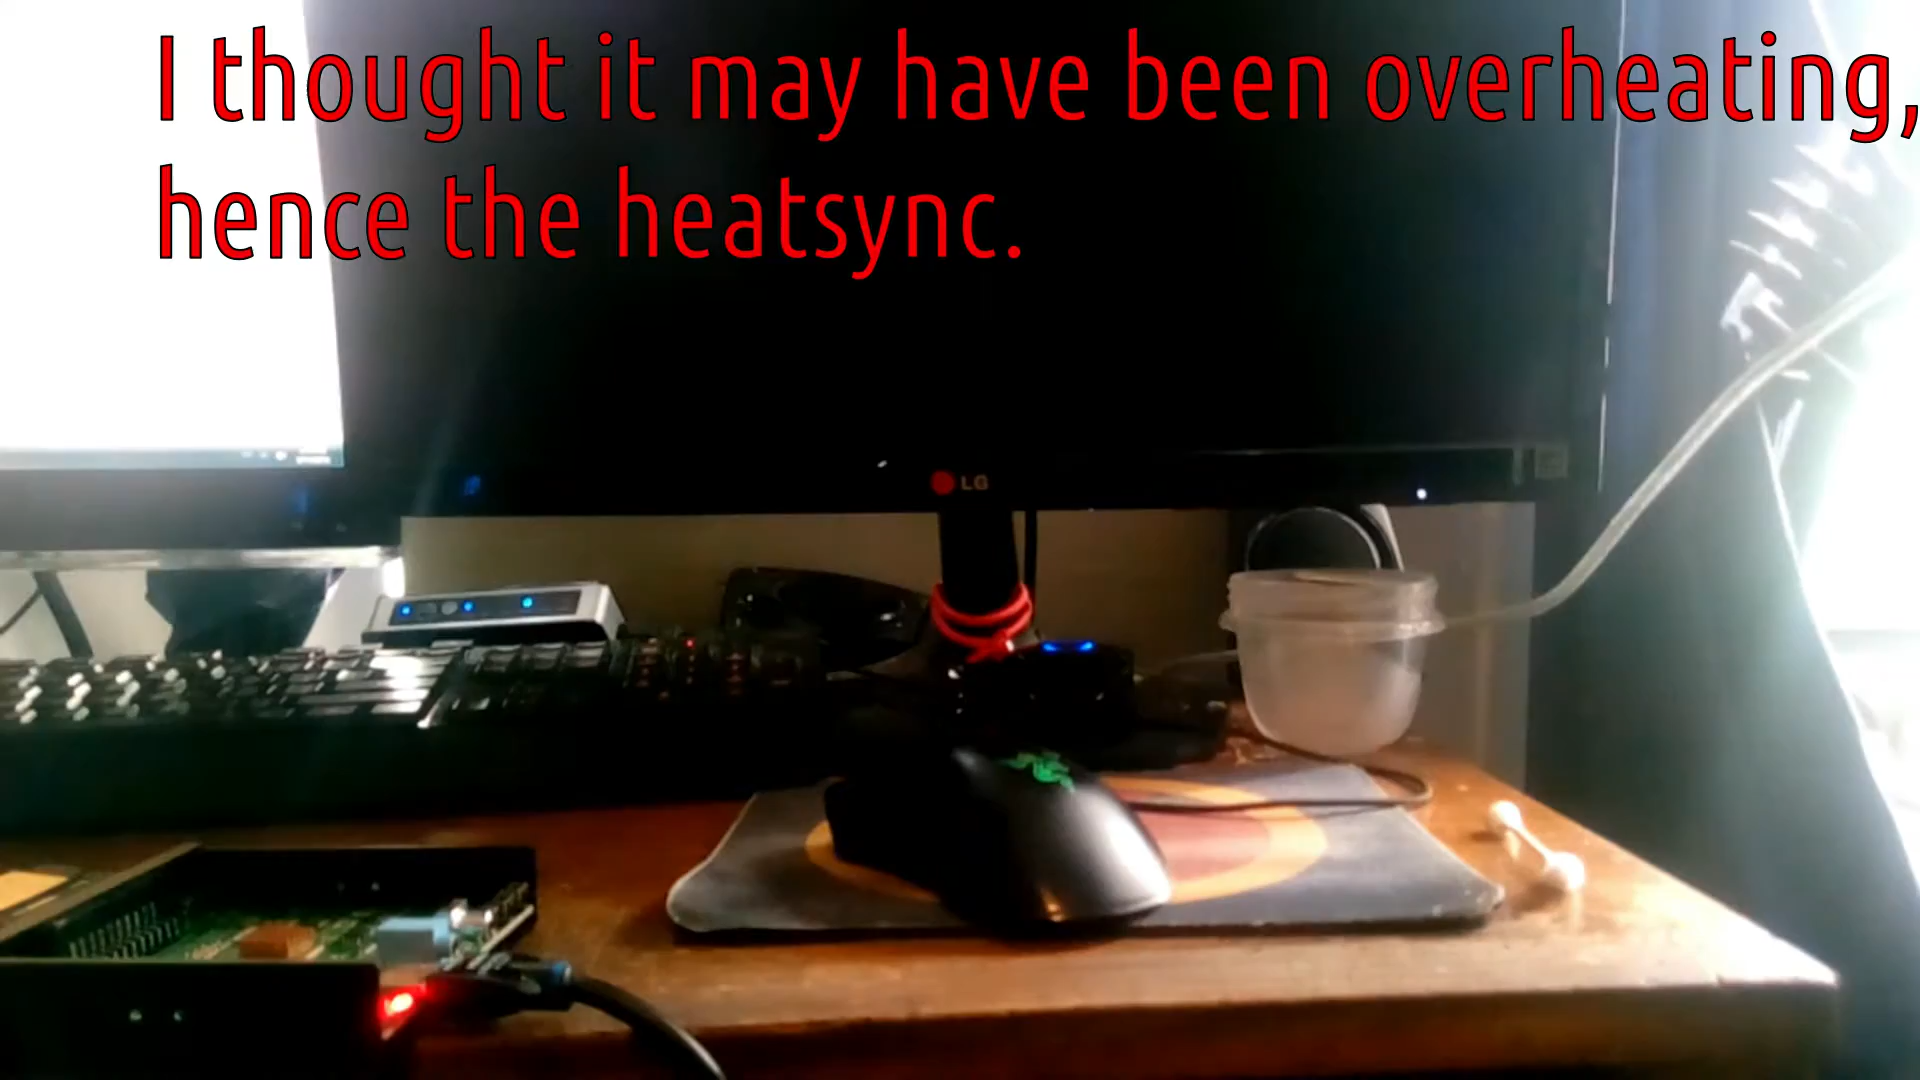 I thought it may have been overheating,
hence the heatsync.
LG